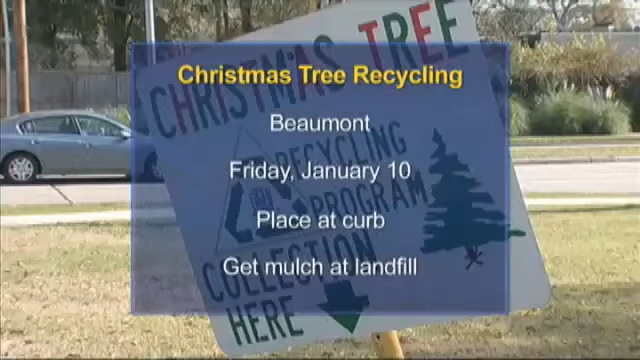 Christmas Tree Recycling
Beaumont
Friday, January 10
Place at curb
Get mulch at landfill
CHRISTMAS TREE
RECYCLING
PROGRAM
COLLECTION
HERE